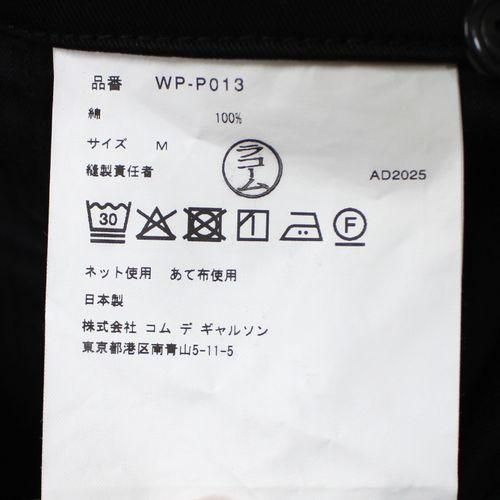 品番 WP-P013
綿 100%
サイズ M
縫製責任者 ラコーム AD2025
30 F
ネット使用 あて布使用
日本製
株式会社 コム デ ギャルソン
東京都港区南青山5-11-5